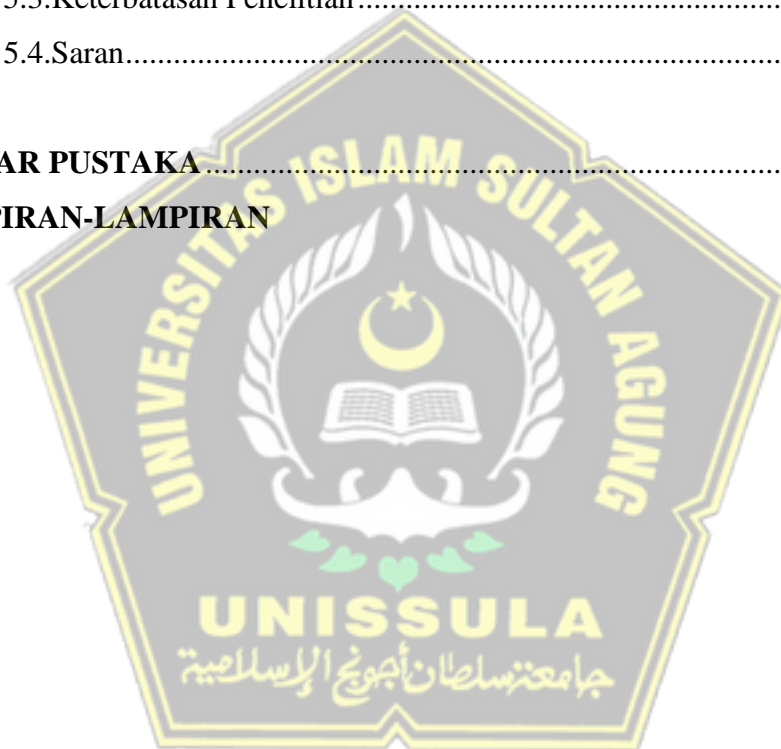 5.3.Keterbatasan Penelitian........................................................
5.4.Saran........................................................................................
AR PUSTAKA..............................................................................
PIRAN-LAMPIRAN
UNIVERSITAS ISLAM SULTAN AGUNG
UNISSULA
جامعة سلطان أجونج الإسلامية